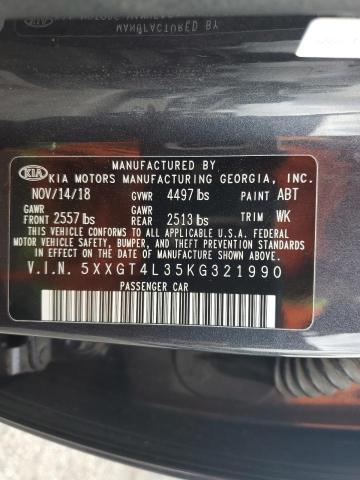 MANUFACTURED BY
MANUFACTURED BY
KIA KIA MOTORS MANUFACTURING GEORGIA, INC.
NOV/14/18 GVWR 4497 lbs PAINT ABT
GAWR FRONT 2557 lbs GAWR REAR 2513 lbs TRIM WK
THIS VEHICLE CONFORMS TO ALL APPLICABLE U.S.A. FEDERAL
MOTOR VEHICLE SAFETY, BUMPER, AND THEFT PREVENTION STANDARDS
IN EFFECT ON THE DATE OF MANUFACTURE SHOWN ABOVE.
V.I.N. 5XXGT4L35KG321990
PASSENGER CAR